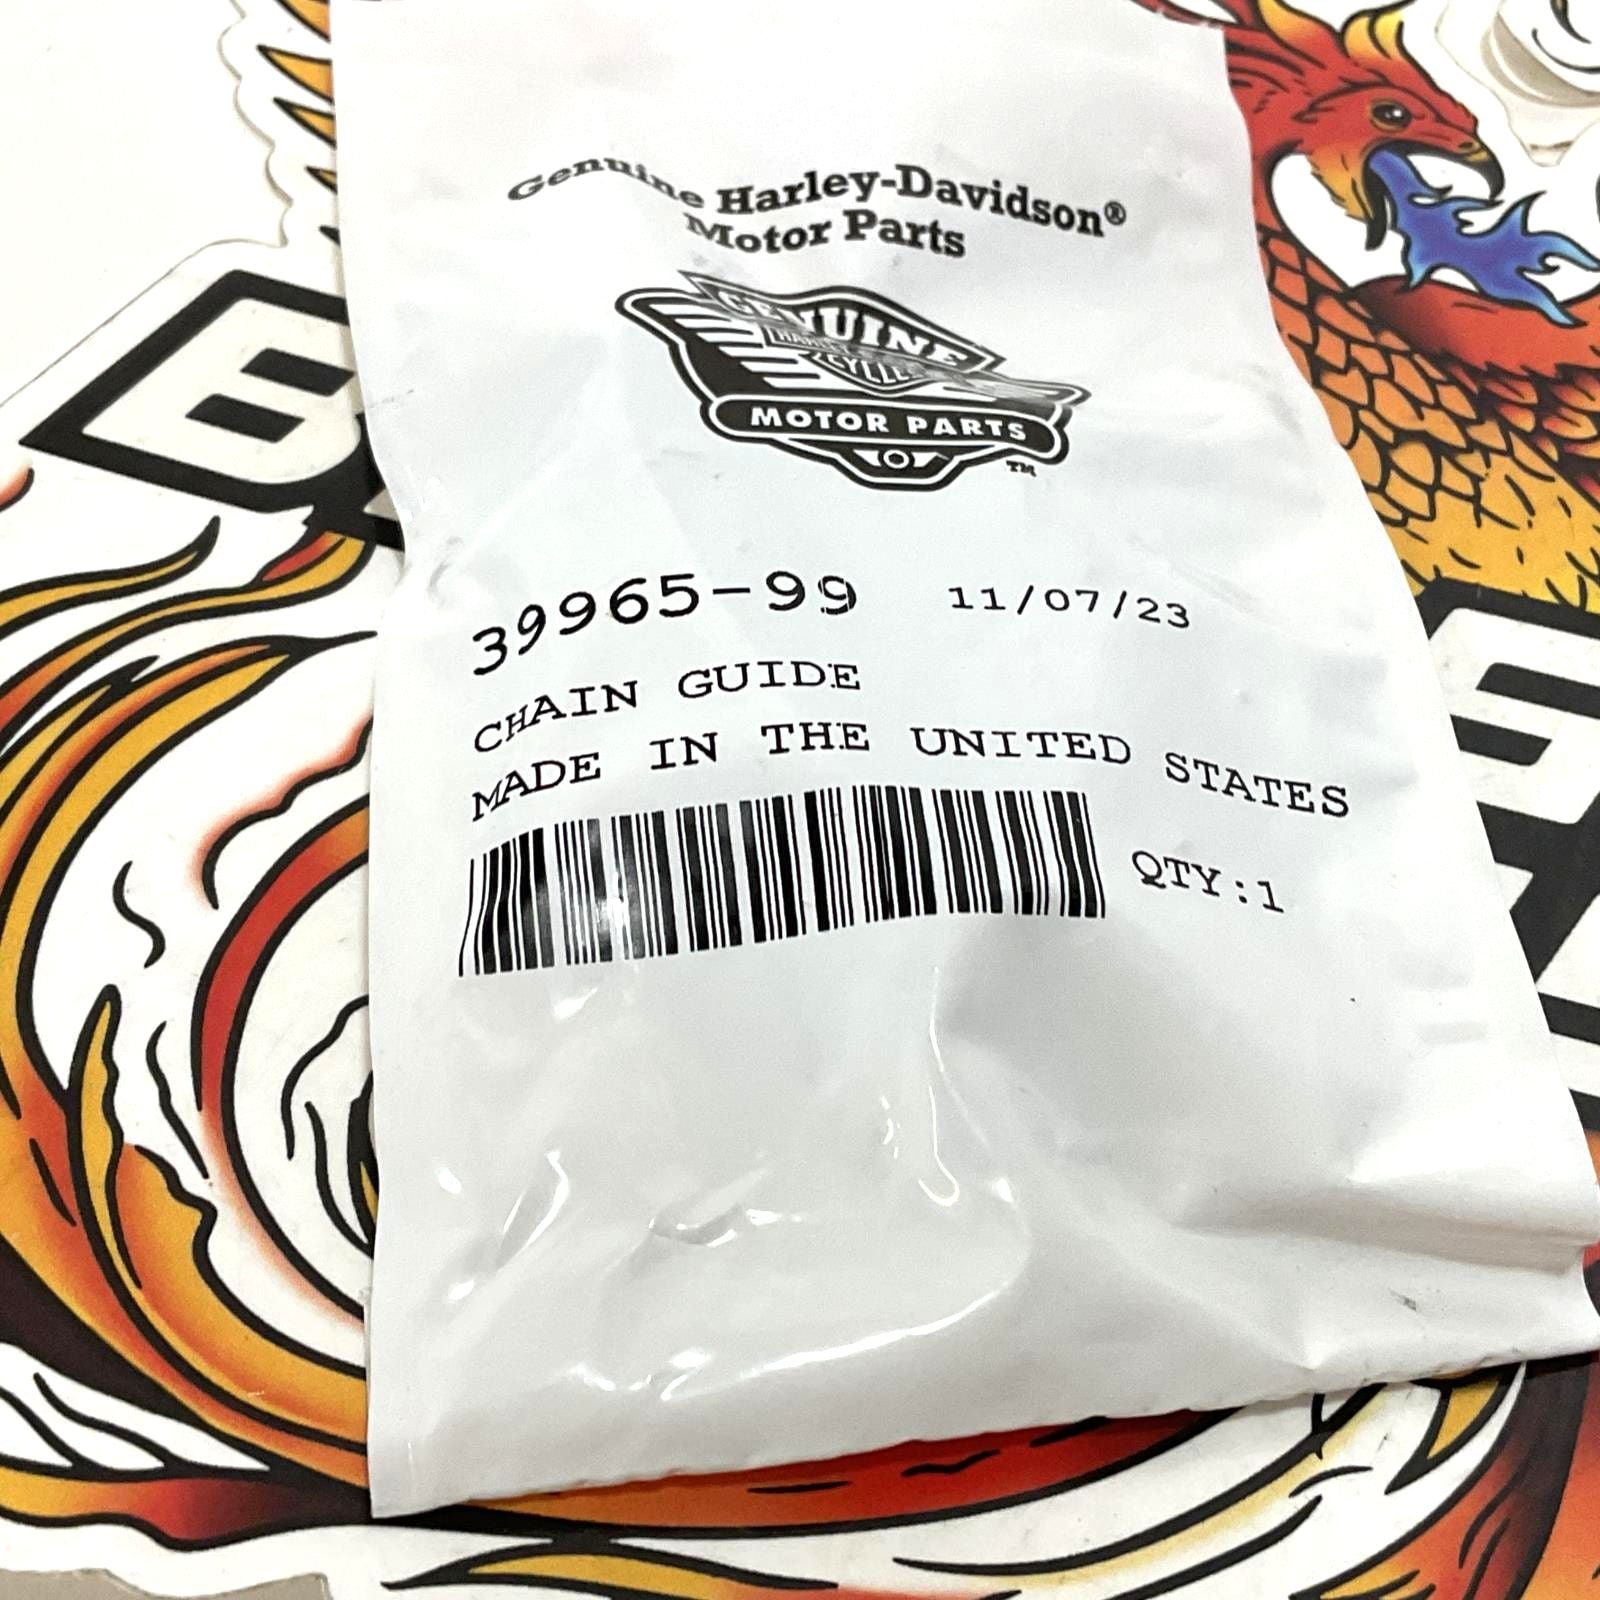 Genuine Harley-Davidson®
Motor Parts
GENUINE
MOTOR PARTS
TM
39965-99 11/07/23
CHAIN GUIDE
MADE IN THE UNITED STATES
QTY:1